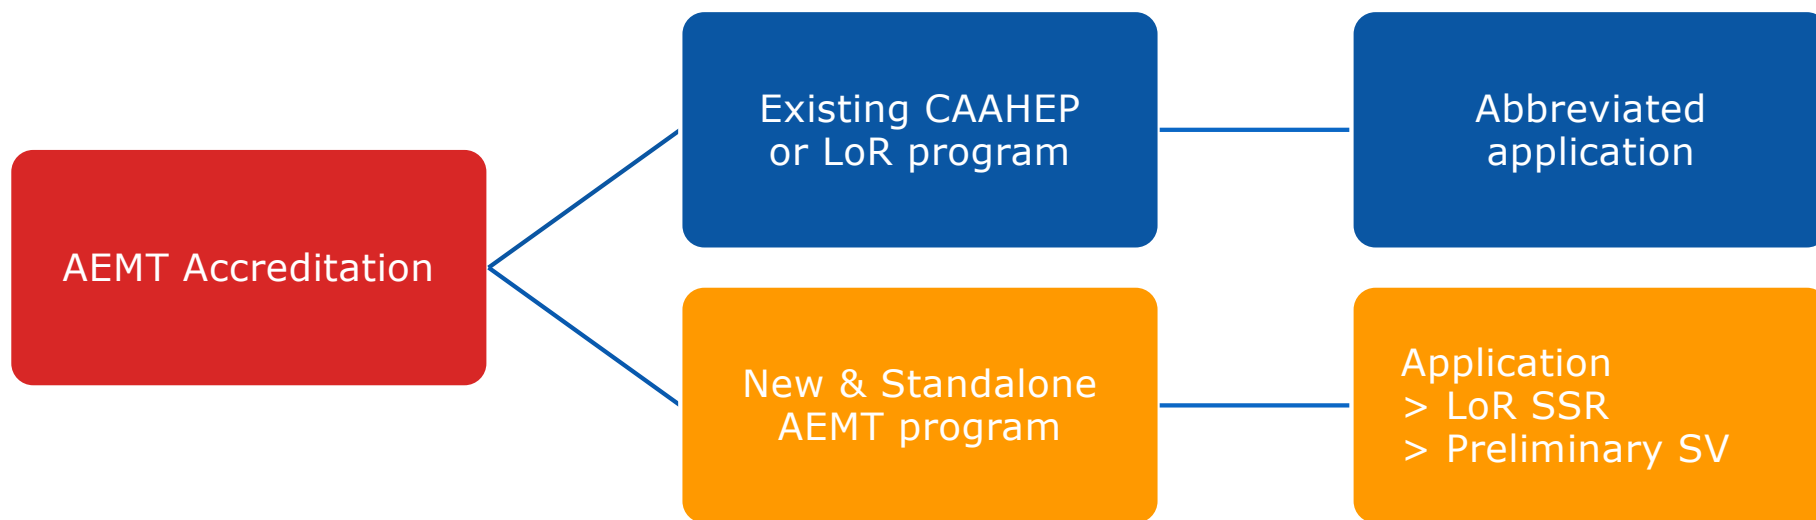 AEMT Accreditation
Existing CAAHEP
or LoR program
Abbreviated
application
New & Standalone
AEMT program
Application
> LoR SSR
> Preliminary SV